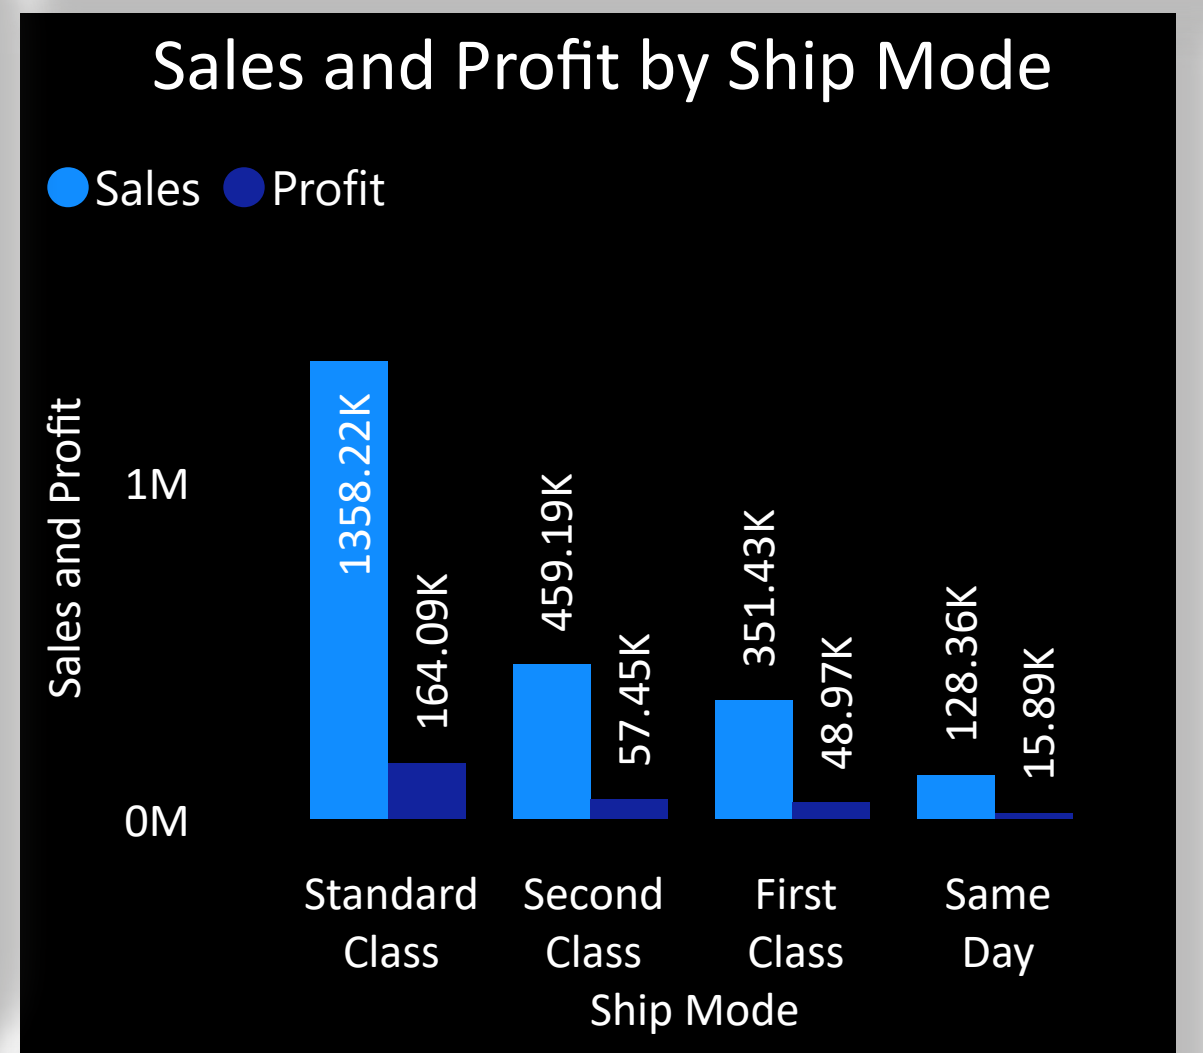 Sales and Profit by Ship Mode
Sales Profit
Sales and Profit
1M
0M
1358.22K
164.09K
459.19K
57.45K
351.43K
48.97K
128.36K
15.89K
Standard
Class
Second
Class
First
Class
Same
Day
Ship Mode